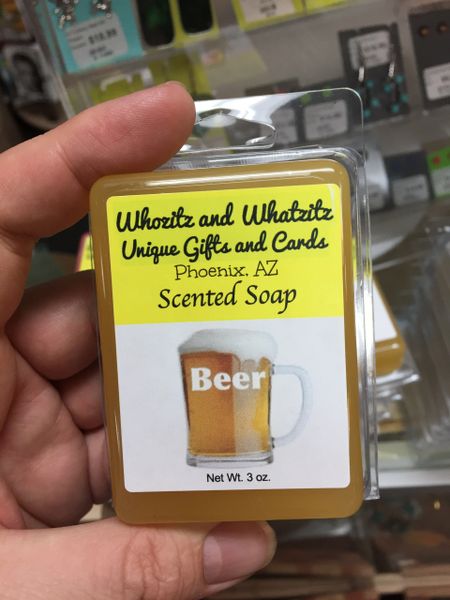 Whozitz and Whatzitz
Unique Gifts and Cards
Phoenix, AZ
Scented Soap
Beer
Net Wt. 3 oz.